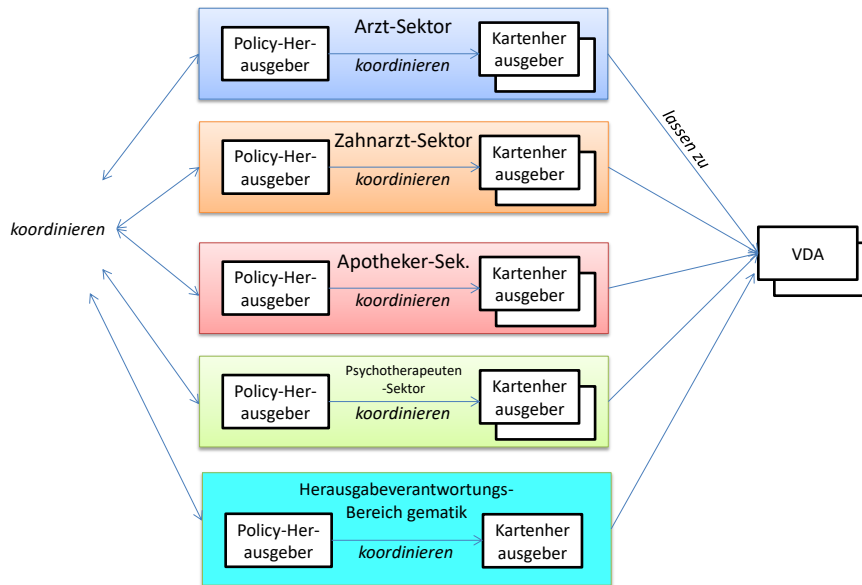 Arzt-Sektor
Policy-Her-
ausgeber
koordinieren
Kartenher
ausgeber
lassen zu
Zahnarzt-Sektor
Policy-Her-
ausgeber
koordinieren
Kartenher
ausgeber
koordinieren
VDA
Apotheker-Sek.
Policy-Her-
ausgeber
koordinieren
Kartenher
ausgeber
Psychotherapeuten
-Sektor
Policy-Her-
ausgeber
koordinieren
Kartenher
ausgeber
Herausgabeverantwortungs-
Bereich gematik
Policy-Her-
ausgeber
koordinieren
Kartenher
ausgeber